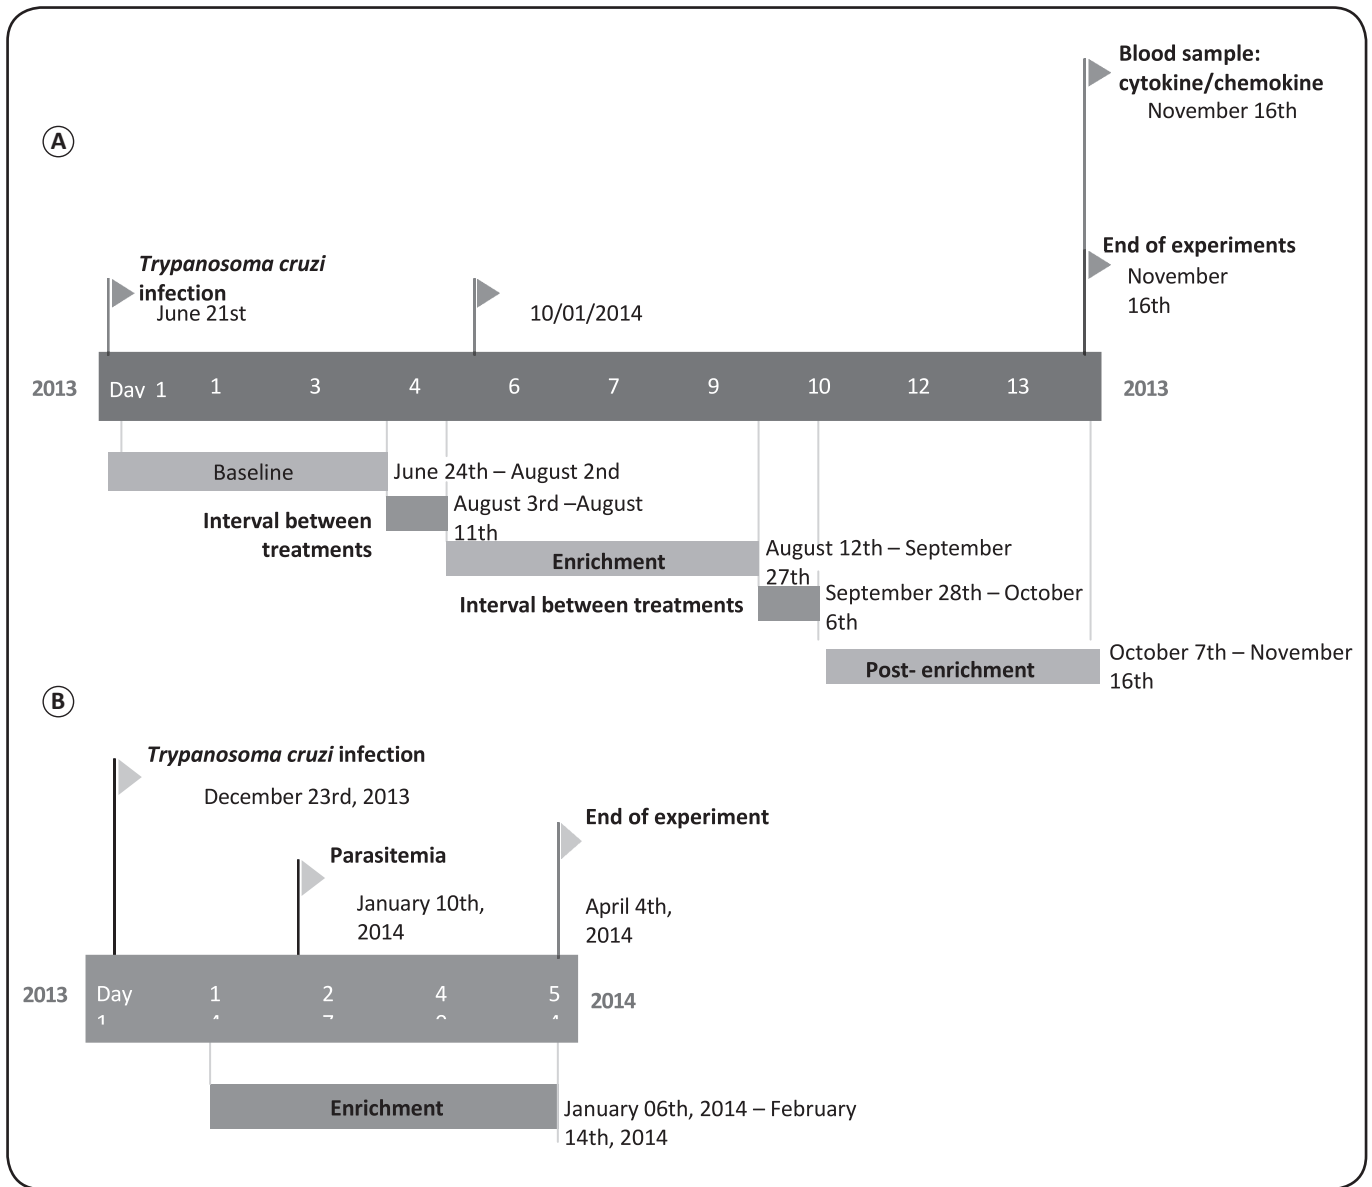 Blood sample:
cytokine/chemokine
November 16th
A
End of experiments
November
16th
Trypanosoma cruzi
infection
June 21st
10/01/2014
2013
Day 1 1 3 4 6 7 9 10 12 13
2013
Baseline
June 24th – August 2nd
Interval between
treatments
August 3rd –August
11th
Enrichment
August 12th – September
27th
Interval between treatments
September 28th – October
6th
Post- enrichment
October 7th – November
16th
B
Trypanosoma cruzi infection
December 23rd, 2013
Parasitemia
January 10th,
2014
End of experiment
April 4th,
2014
2013
Day 1 2 4 5
1
2014
Enrichment
January 06th, 2014 – February
14th, 2014